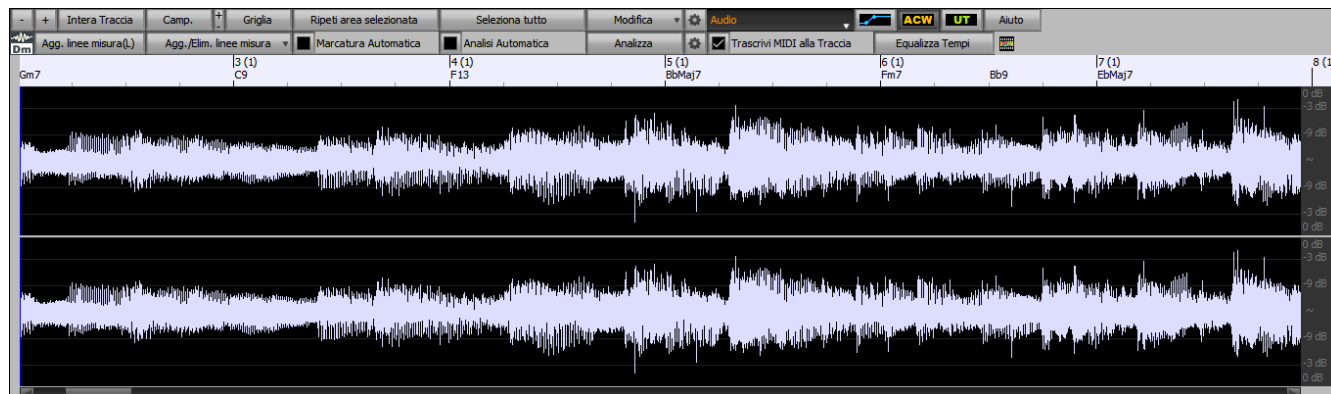 - + Intera Traccia Camp. + - Griglia Ripeti area selezionata Seleziona tutto Modifica Audio ACW UT Aiuto
Dm Agg. linee misura(L) Agg./Elim. linee misura Marcatura Automatica Analisi Automatica Analizza Trascrivi MIDI alla Traccia Equalizza Tempi
3 (1) 4 (1) 5 (1) 6 (1) 7 (1) 8 (1
Gm7 C9 F13 BbMaj7 Fm7 Bb9 EbMaj7
0 dB
-3 dB
-9 dB
~
-9 dB
-3 dB
0 dB
0 dB
-3 dB
-9 dB
~
-9 dB
-3 dB
0 dB